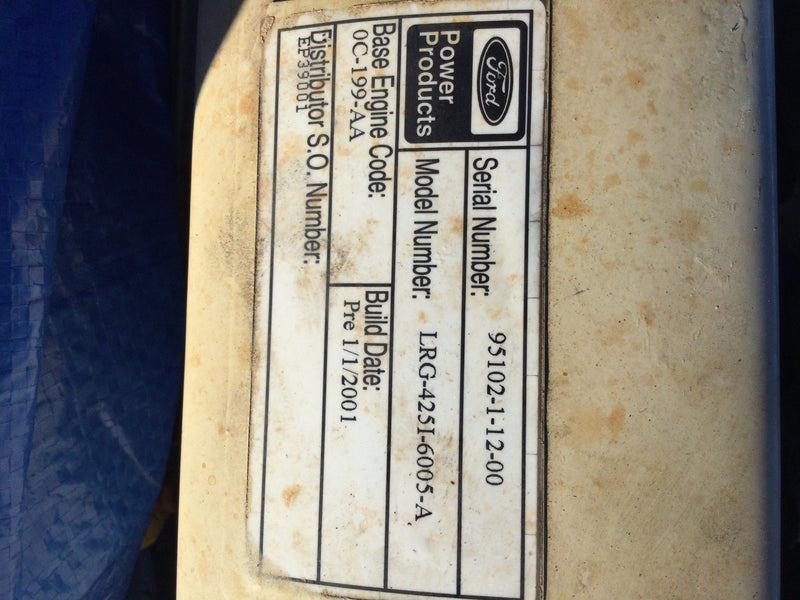 Ford
Power
Products
Serial Number: 95102-1-12-00
Model Number: LRG-425I-6005-A
Base Engine Code:
0C-199-AA
Build Date:
Pre 1/1/2001
Distributor S.O. Number:
EP39001